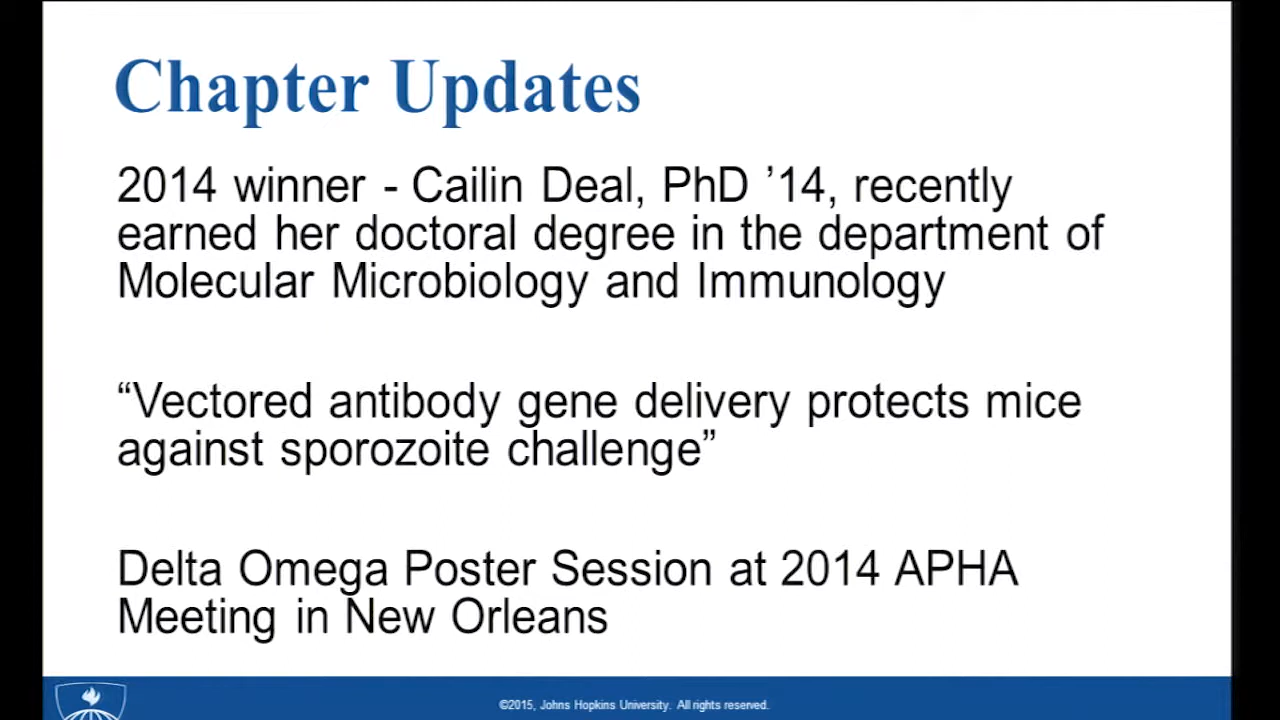 Chapter Updates
2014 winner - Cailin Deal, PhD ’14, recently
earned her doctoral degree in the department of
Molecular Microbiology and Immunology
“Vectored antibody gene delivery protects mice
against sporozoite challenge”
Delta Omega Poster Session at 2014 APHA
Meeting in New Orleans
©2015, Johns Hopkins University. All rights reserved.